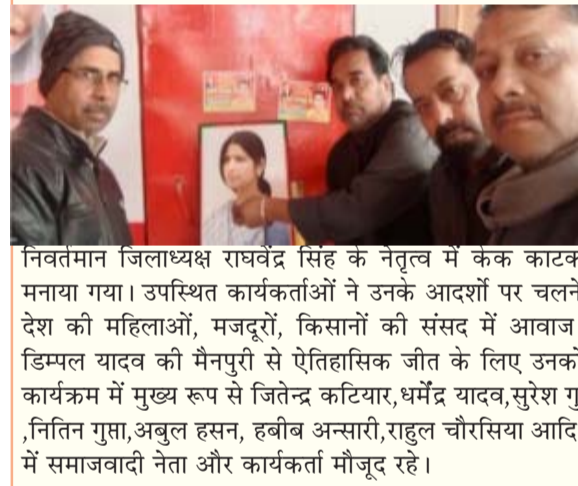 निवर्तमान जिलाध्यक्ष राघवेंद्र सिंह के नेतृत्व में केक काटक
मनाया गया। उपस्थित कार्यकर्ताओं ने उनके आदर्शो पर चलने
देश की महिलाओं, मजदूरों, किसानों की संसद में आवाज
डिम्पल यादव की मैनपुरी से ऐतिहासिक जीत के लिए उनको
कार्यक्रम में मुख्य रूप से जितेन्द्र कटियार,धर्मेंद्र यादव,सुरेश गु
,नितिन गुप्ता,अबुल हसन, हबीब अन्सारी,राहुल चौरसिया आदि
में समाजवादी नेता और कार्यकर्ता मौजूद रहे।